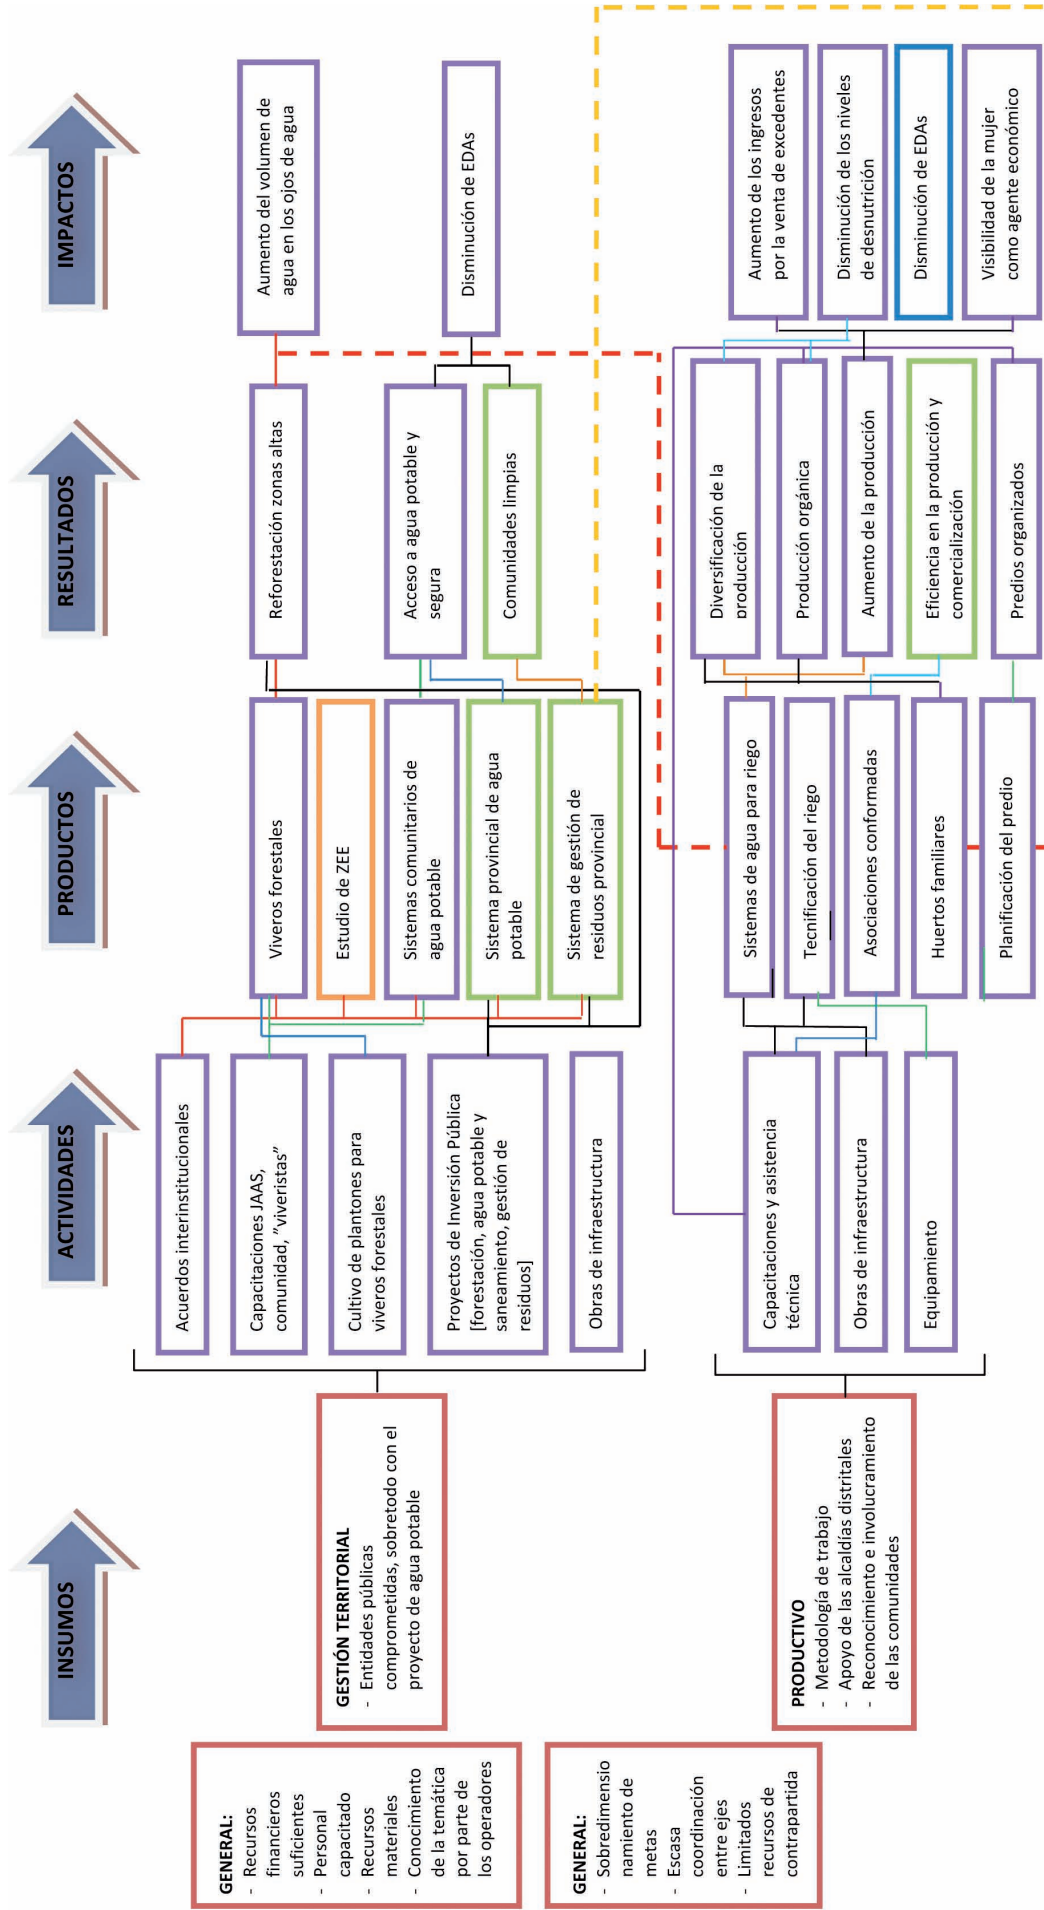 INSUMOS
ACTIVIDADES
PRODUCTOS
RESULTADOS
IMPACTOS
GENERAL:
- Recursos
financieros
suficientes
- Personal
capacitado
- Recursos
materiales
- Conocimiento
de la temática
por parte de
los operadores
GENERAL:
- Sobredimensio
namiento de
metas
- Escasa
coordinación
entre ejes
- Limitados
recursos de
contrapartida
GESTIÓN TERRITORIAL
- Entidades públicas
comprometidas, sobretodo con el
proyecto de agua potable
Acuerdos interinstitucionales
Capacitaciones JAAS,
comunidad, "viveristas"
Cultivo de plantones para
viveros forestales
Proyectos de Inversión Pública
[forestación, agua potable y
saneamiento, gestión de
residuos]
Obras de infraestructura
Viveros forestales
Estudio de ZEE
Sistemas comunitarios de
agua potable
Sistema provincial de agua
potable
Sistema de gestión de
residuos provincial
Reforestación zonas altas
Acceso a agua potable y
segura
Comunidades limpias
Aumento del volumen de
agua en los ojos de agua
Disminución de EDAs
PRODUCTIVO
- Metodología de trabajo
- Apoyo de las alcaldías distritales
- Reconocimiento e involucramiento
de las comunidades
Capacitaciones y asistencia
técnica
Obras de infraestructura
Equipamiento
Sistemas de agua para riego
Tecnificación del riego
Asociaciones conformadas
Huertos familiares
Planificación del predio
Diversificación de la
producción
Producción orgánica
Aumento de la producción
Eficiencia en la producción y
comercialización
Predios organizados
Aumento de los ingresos
por la venta de excedentes
Disminución de los niveles
de desnutrición
Disminución de EDAs
Visibilidad de la mujer
como agente económico